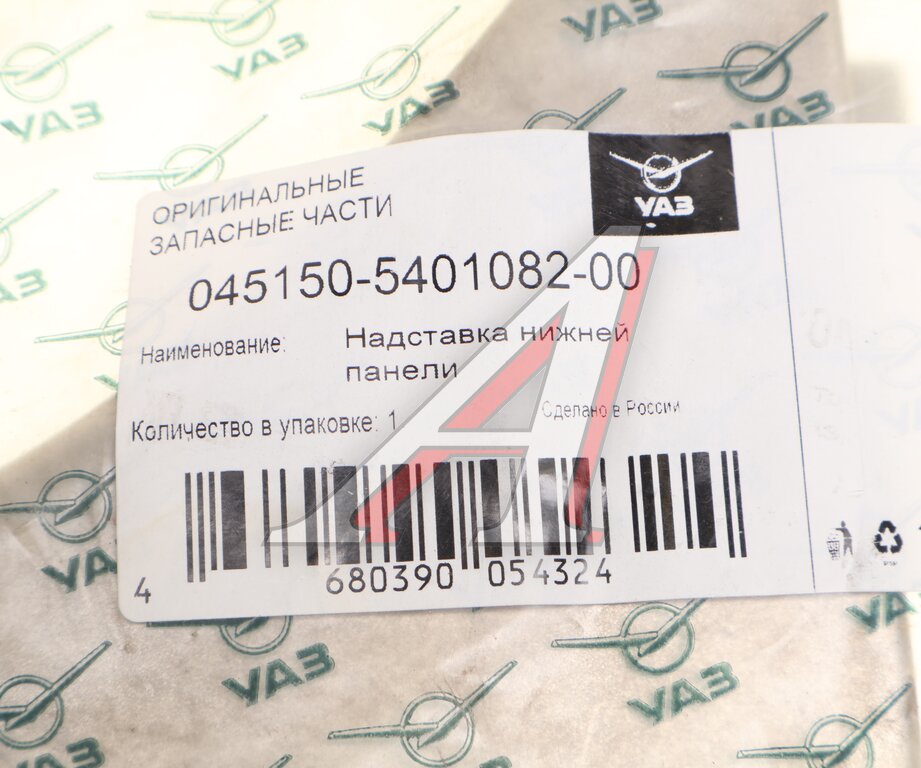 УАЗ
УАЗ
УАЗ
УАЗ
УАЗ
ОРИГИНАЛЬНЫЕ
ЗАПАСНЫЕ ЧАСТИ
УАЗ
045150-5401082-00
Наименование:
Надставка нижней
панели
Количество в упаковке: 1
Сделано в России
4 680390 054324
УАЗ
УАЗ
УАЗ
УАЗ
УАЗ